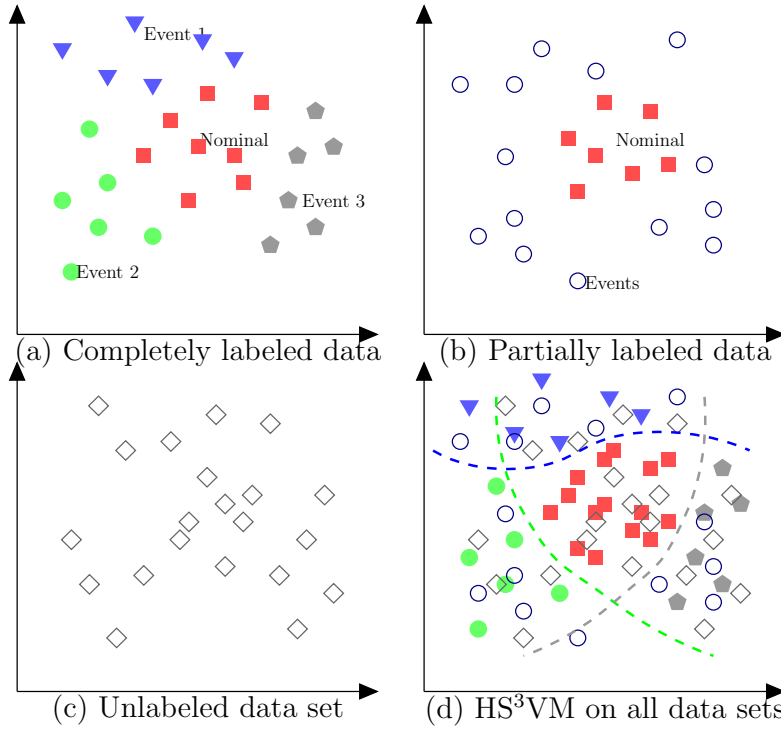 Event 1
Nominal
Event 3
Event 2
(a) Completely labeled data
Nominal
Events
(b) Partially labeled data
(c) Unlabeled data set
(d) HS³VM on all data sets